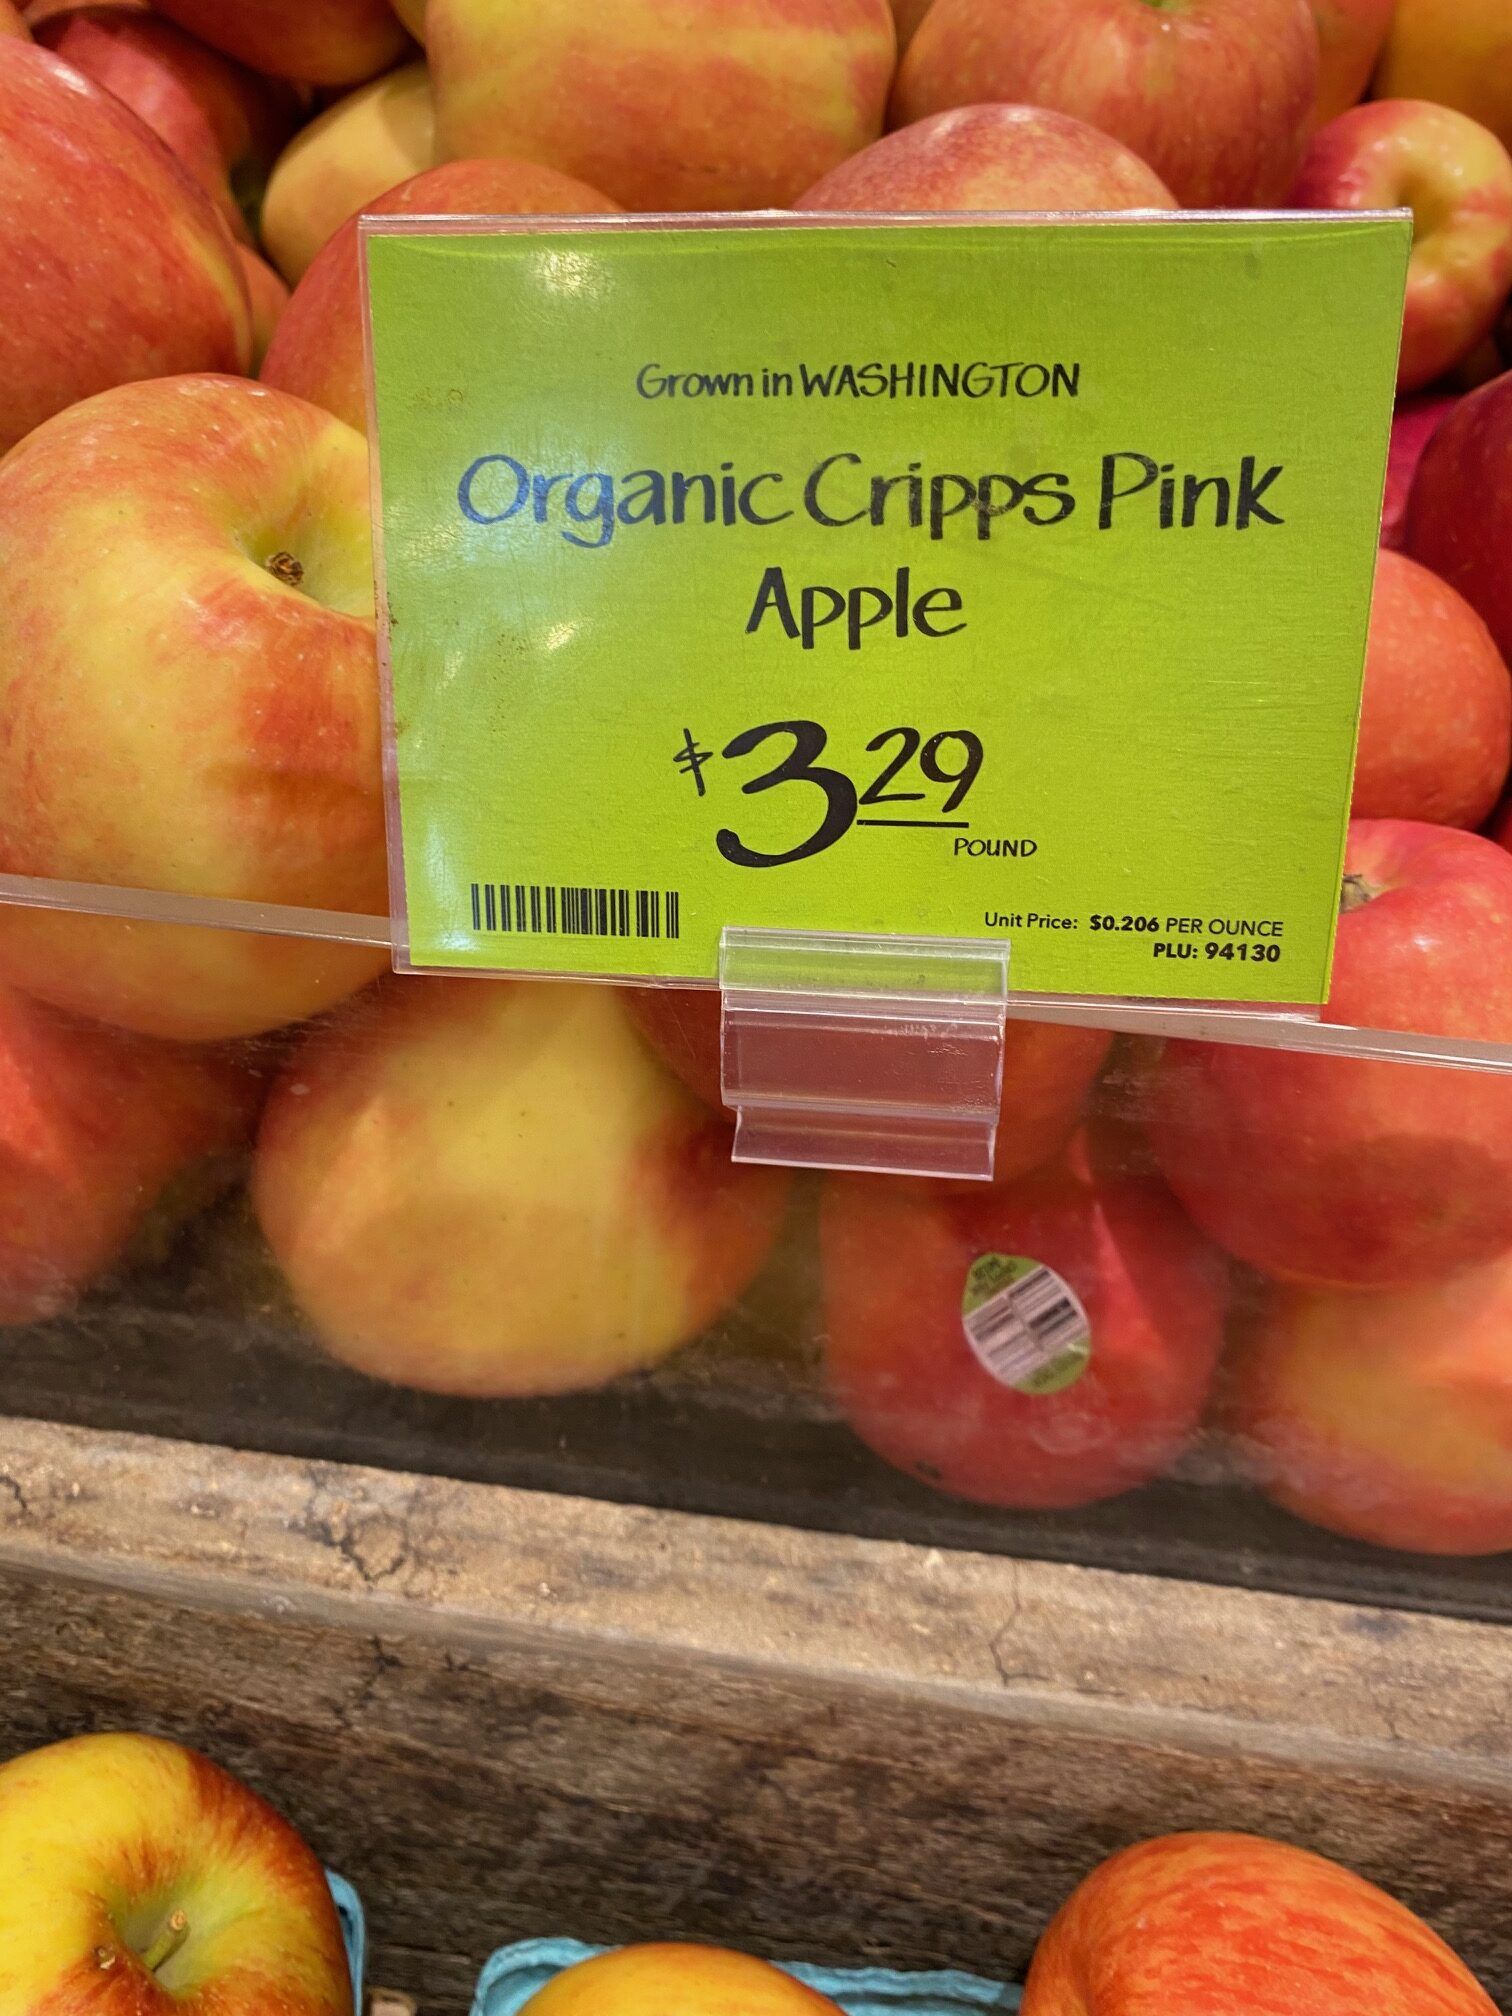 Grown in WASHINGTON
Organic Cripps Pink
Apple
$3.29
POUND
Unit Price: $0.206 PER OUNCE
PLU: 94130